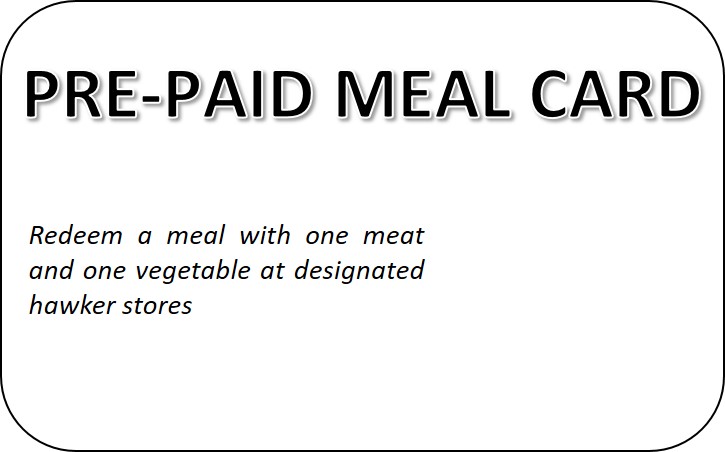 PRE-PAID MEAL CARD
Redeem a meal with one meat
and one vegetable at designated
hawker stores